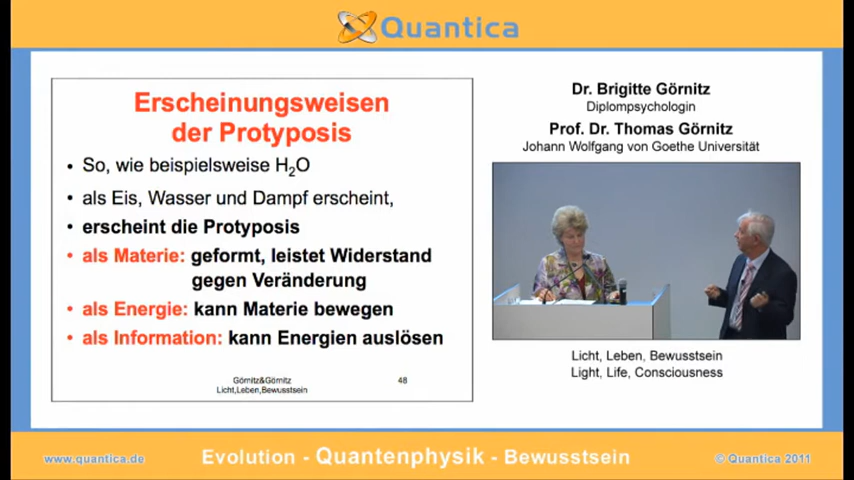 Quantica
Erscheinungsweisen
der Protyposis
• So, wie beispielsweise H₂O
• als Eis, Wasser und Dampf erscheint,
• erscheint die Protyposis
• als Materie: geformt, leistet Widerstand
gegen Veränderung
• als Energie: kann Materie bewegen
• als Information: kann Energien auslösen
Görnitz&Görnitz
Licht,Leben,Bewusstsein
48
Dr. Brigitte Görnitz
Diplompsychologin
Prof. Dr. Thomas Görnitz
Johann Wolfgang von Goethe Universität
Licht, Leben, Bewusstsein
Light, Life, Consciousness
www.quantica.de
Evolution - Quantenphysik - Bewusstsein
© Quantica 2011